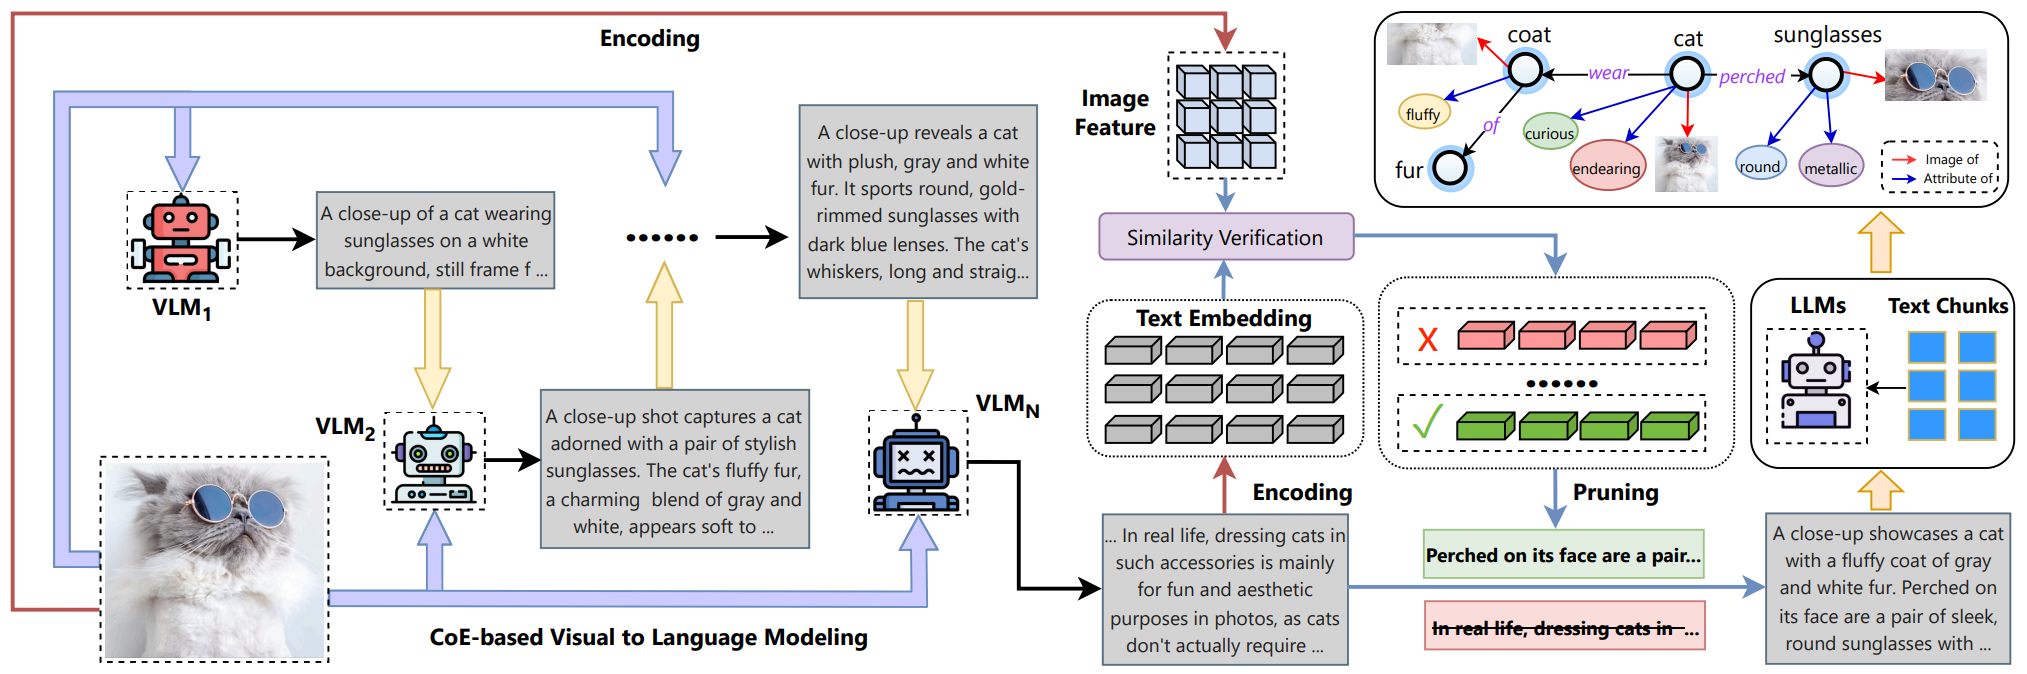 Encoding
VLM1
A close-up of a cat wearing
sunglasses on a white
background, still frame f ...
VLM2
A close-up shot captures a cat
adorned with a pair of stylish
sunglasses. The cat's fluffy fur,
a charming blend of gray and
white, appears soft to ...
......
A close-up reveals a cat
with plush, gray and white
fur. It sports round, gold-
rimmed sunglasses with
dark blue lenses. The cat's
whiskers, long and straig...
VLMN
CoE-based Visual to Language Modeling
Image
Feature
Similarity Verification
Text Embedding
Encoding
... In real life, dressing cats in
such accessories is mainly
for fun and aesthetic
purposes in photos, as cats
don't actually require ...
X
......
✓
Pruning
Perched on its face are a pair...
In real life, dressing cats in ...
A close-up showcases a cat
with a fluffy coat of gray
and white fur. Perched on
its face are a pair of sleek,
round sunglasses with ...
LLMs
Text Chunks
coat
cat
sunglasses
wear
perched
of
fur
fluffy
curious
endearing
round
metallic
Image of
Attribute of